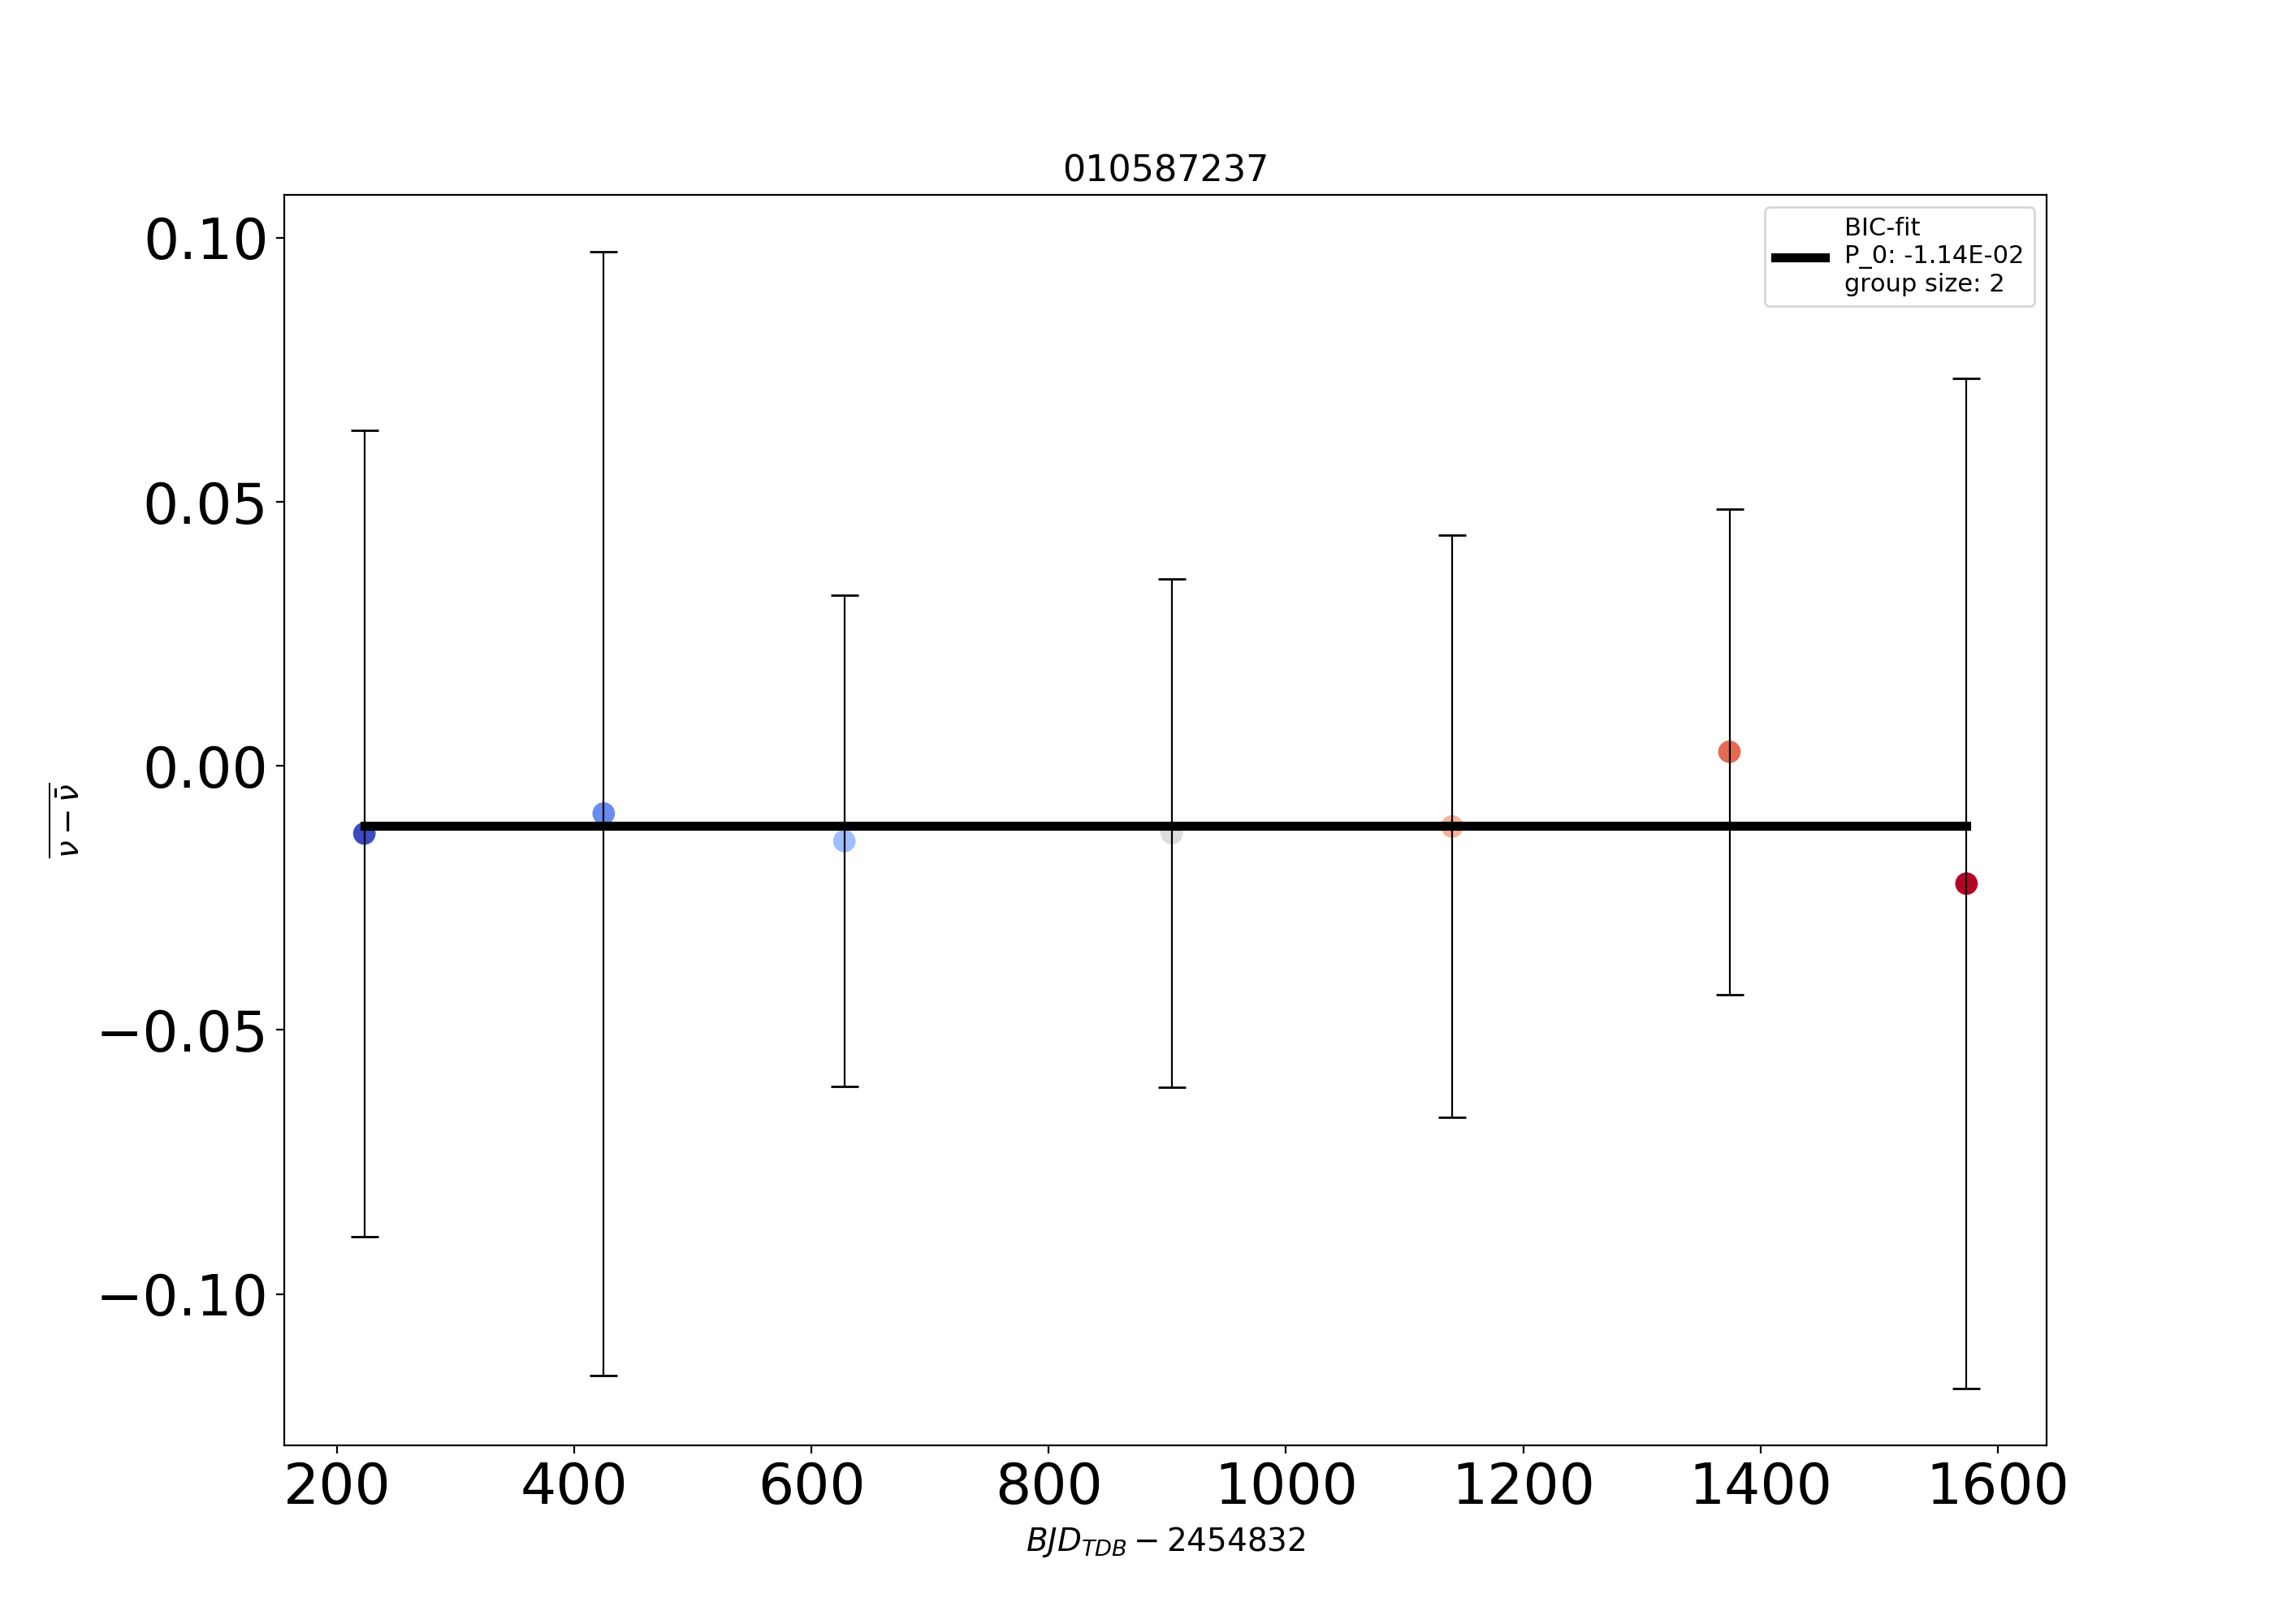 010587237
BIC-fit
P_0: -1.14E-02
group size: 2
0.10
0.05
0.00
−0.05
−0.10
ν − ν̄
200 400 600 800 1000 1200 1400 1600
BJD_TDB − 2454832